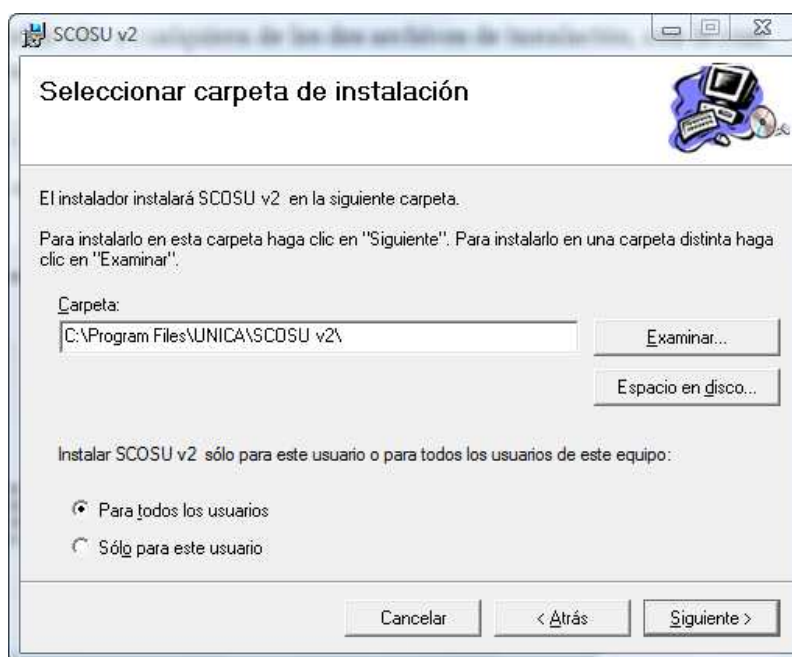 SCOSU v2
Seleccionar carpeta de instalación
El instalador instalará SCOSU v2 en la siguiente carpeta.
Para instalarlo en esta carpeta haga clic en "Siguiente". Para instalarlo en una carpeta distinta haga
clic en "Examinar".
Carpeta:
C:\Program Files\UNICA\SCOSU v2\
Examinar...
Espacio en disco...
Instalar SCOSU v2 sólo para este usuario o para todos los usuarios de este equipo:
Para todos los usuarios
Sólo para este usuario
Cancelar
< Atrás
Siguiente >